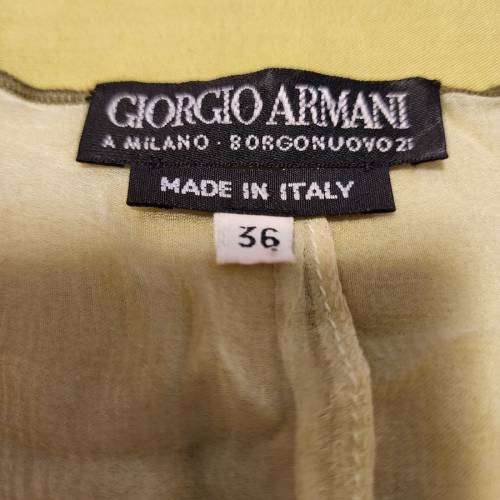 GIORGIO ARMANI
A MILANO · BORGONUOVO 21
MADE IN ITALY
36